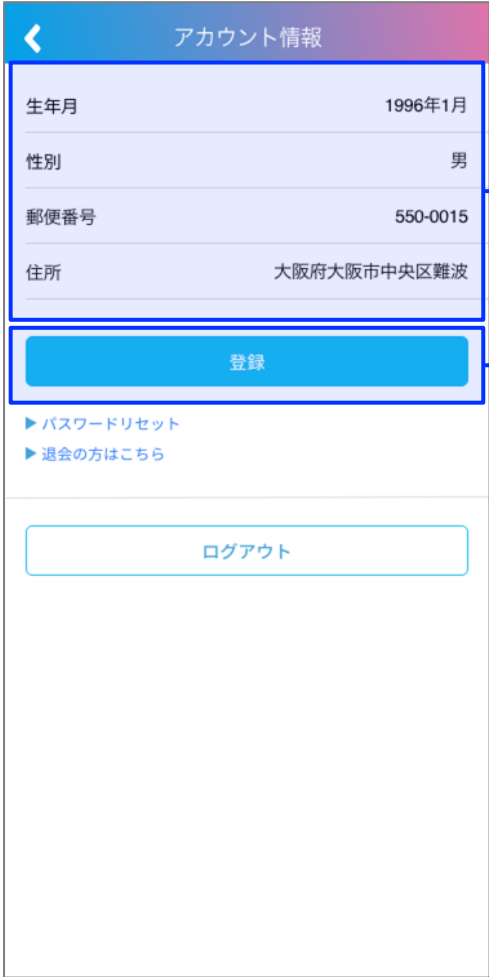 アカウント情報
生年月 1996年1月
性別 男
郵便番号 550-0015
住所 大阪府大阪市中央区難波
登録
▶パスワードリセット
▶退会の方はこちら
ログアウト